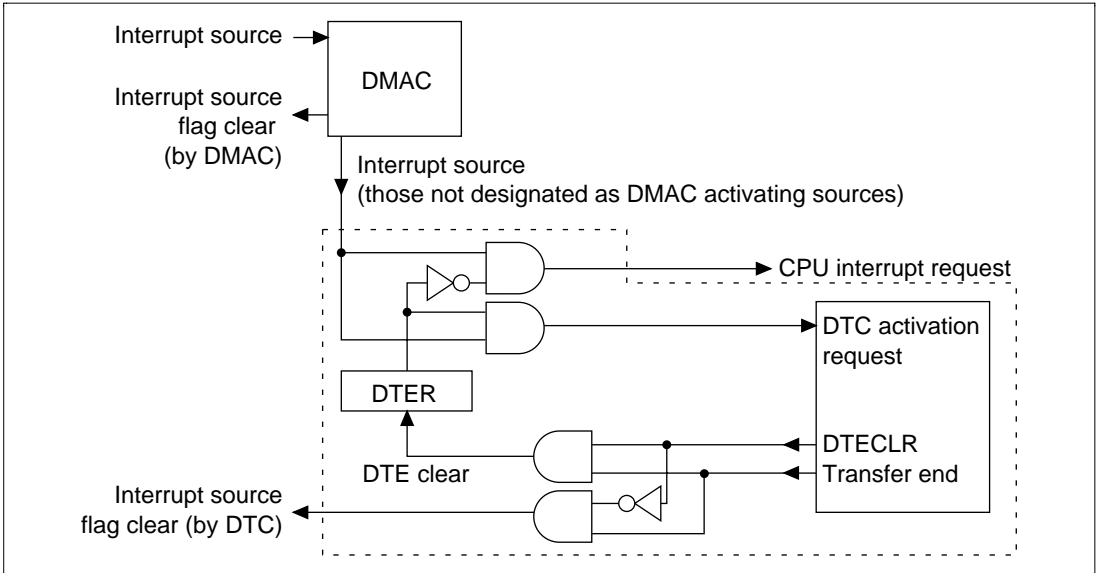 Interrupt source
DMAC
Interrupt source
flag clear
(by DMAC)
Interrupt source
(those not designated as DMAC activating sources)
CPU interrupt request
DTC activation
request
DTER
DTECLR
DTE clear
Transfer end
Interrupt source
flag clear (by DTC)